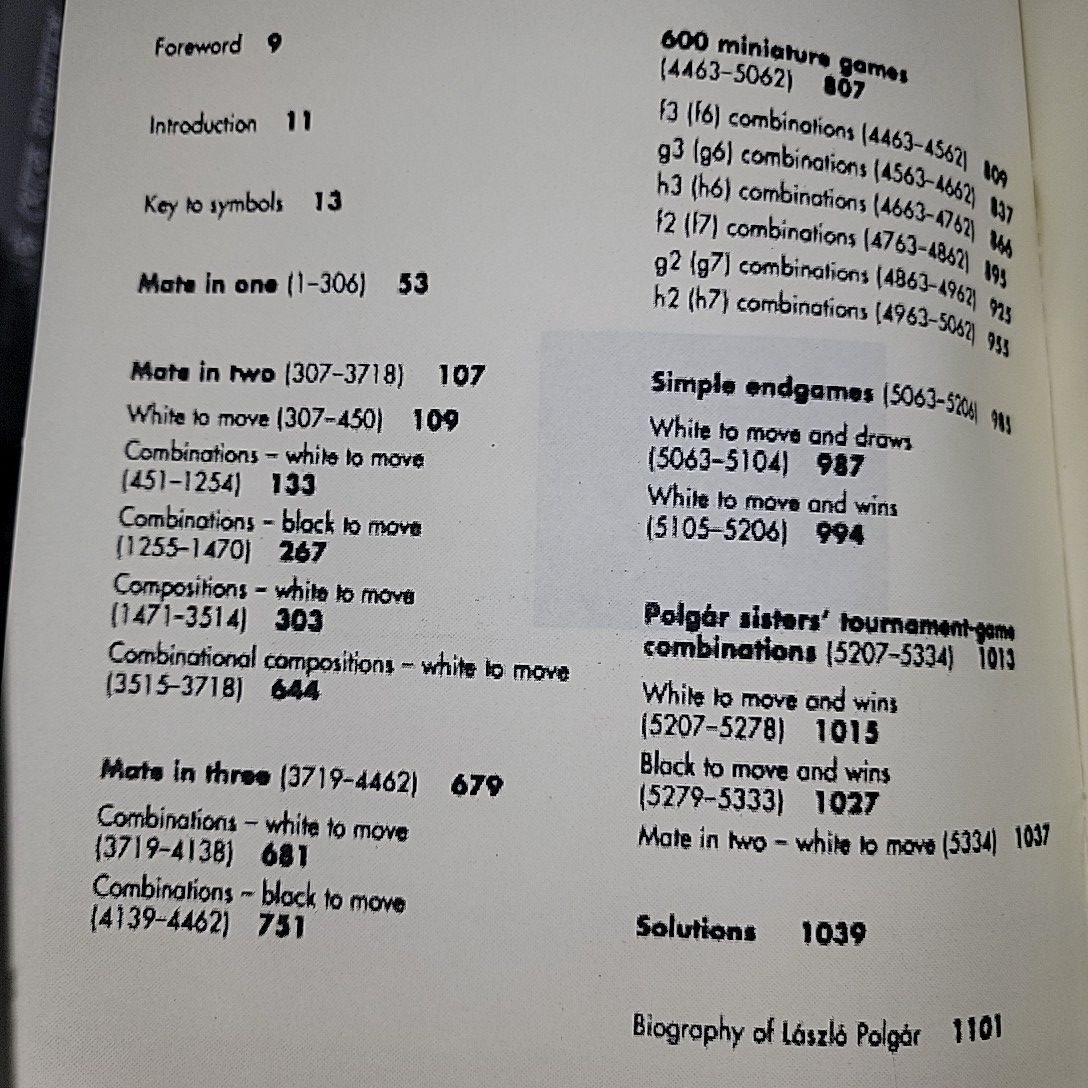 Foreword 9
Introduction 11
Key to symbols 13
Mate in one (1–306) 53
Mate in two (307–3718) 107
White to move (307–450) 109
Combinations – white to move
(451–1254) 133
Combinations – black to move
(1255–1470) 267
Compositions – white to move
(1471–3514) 303
Combinational compositions – white to move
(3515–3718) 644
Mate in three (3719–4462) 679
Combinations – white to move
(3719–4138) 681
Combinations – black to move
(4139–4462) 751
600 miniature games
(4463–5062) 807
f3 (f6) combinations (4463–4562) 809
g3 (g6) combinations (4563–4662) 837
h3 (h6) combinations (4663–4762) 866
f2 (f7) combinations (4763–4862) 895
g2 (g7) combinations (4863–4962) 925
h2 (h7) combinations (4963–5062) 955
Simple endgames (5063–5206) 985
White to move and draws
(5063–5104) 987
White to move and wins
(5105–5206) 994
Polgár sisters' tournament-game
combinations (5207–5334) 1013
White to move and wins
(5207–5278) 1015
Black to move and wins
(5279–5333) 1027
Mate in two – white to move (5334) 1037
Solutions 1039
Biography of László Polgár 1101